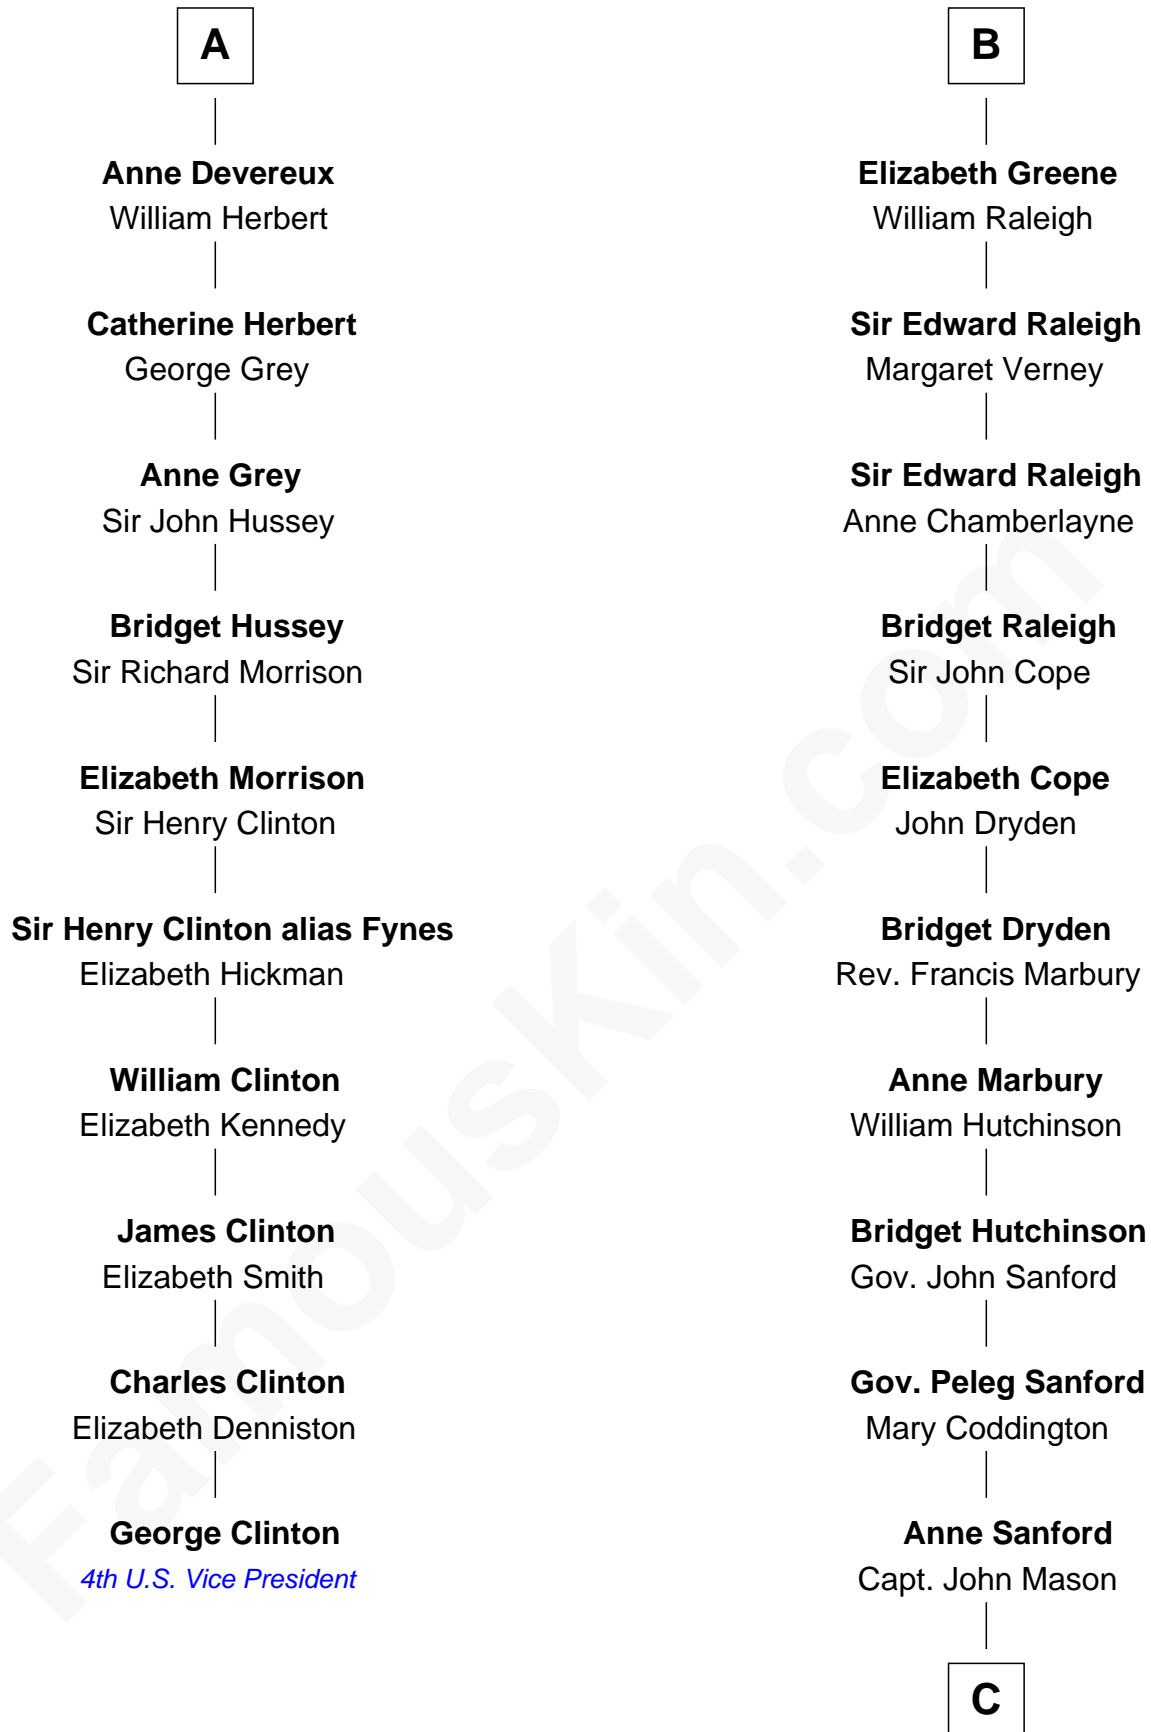 A
Anne Devereux
William Herbert
Catherine Herbert
George Grey
Anne Grey
Sir John Hussey
Bridget Hussey
Sir Richard Morrison
Elizabeth Morrison
Sir Henry Clinton
Sir Henry Clinton alias Fynes
Elizabeth Hickman
William Clinton
Elizabeth Kennedy
James Clinton
Elizabeth Smith
Charles Clinton
Elizabeth Denniston
George Clinton
4th U.S. Vice President
B
Elizabeth Greene
William Raleigh
Sir Edward Raleigh
Margaret Verney
Sir Edward Raleigh
Anne Chamberlayne
Bridget Raleigh
Sir John Cope
Elizabeth Cope
John Dryden
Bridget Dryden
Rev. Francis Marbury
Anne Marbury
William Hutchinson
Bridget Hutchinson
Gov. John Sanford
Gov. Peleg Sanford
Mary Coddington
Anne Sanford
Capt. John Mason
C
FamousKin.com